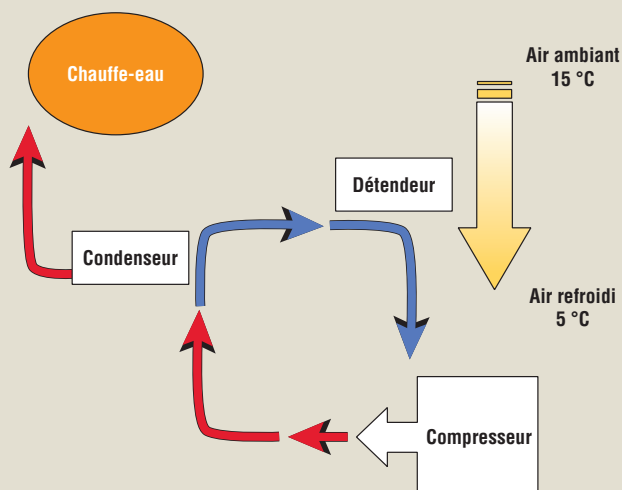 Chauffe-eau
Air ambiant
15 °C
Détendeur
Condenseur
Air refroidi
5 °C
Compresseur